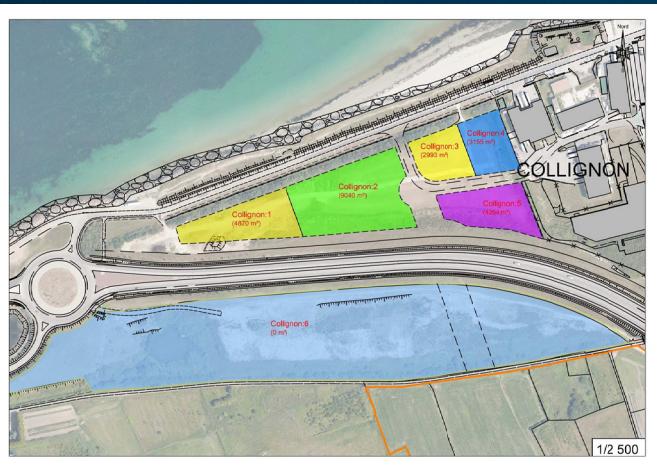 Nord
Collignon:4
(3155 m²)
Collignon:3
(2993 m²)
COLLIGNON
Collignon:2
(9040 m²)
Collignon:5
(4294 m²)
Collignon:1
(4870 m²)
Collignon:6
(0 m²)
1/2 500